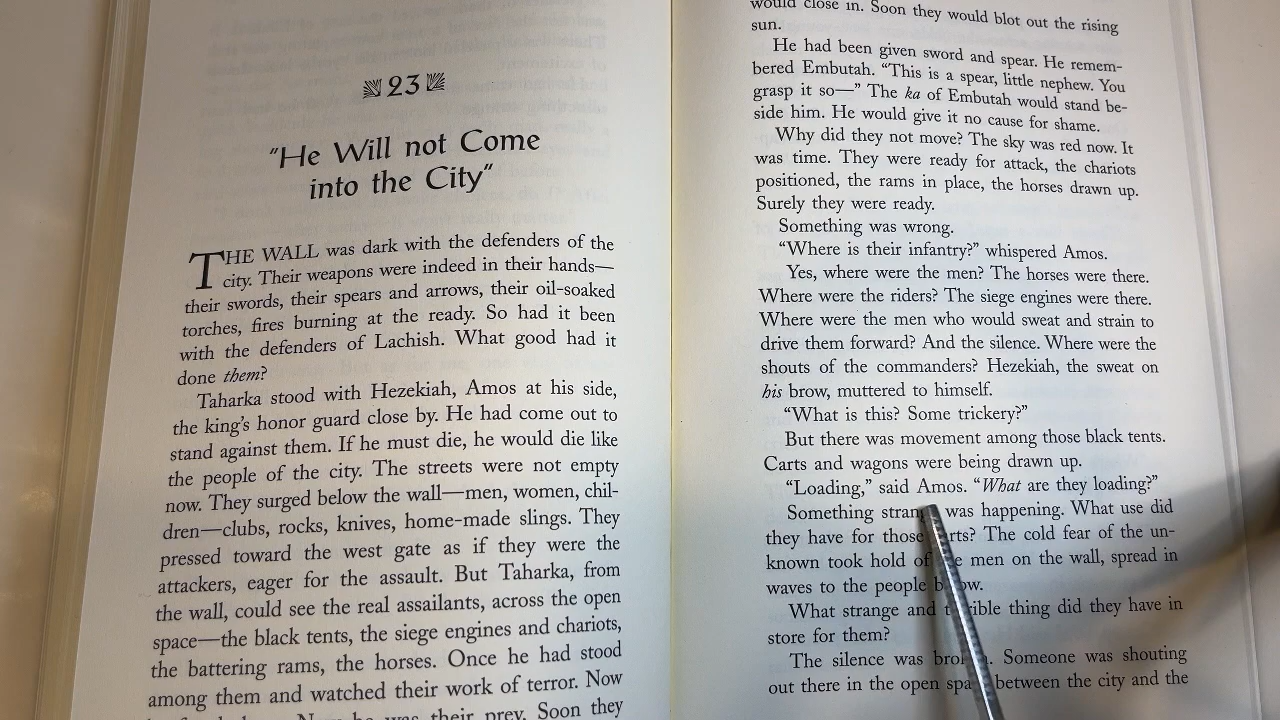 23
"He Will not Come
into the City"
THE WALL was dark with the defenders of the
city. Their weapons were indeed in their hands—
their swords, their spears and arrows, their oil-soaked
torches, fires burning at the ready. So had it been
with the defenders of Lachish. What good had it
done them?
Taharka stood with Hezekiah, Amos at his side,
the king's honor guard close by. He had come out to
stand against them. If he must die, he would die like
the people of the city. The streets were not empty
now. They surged below the wall—men, women, chil-
dren—clubs, rocks, knives, home-made slings. They
pressed toward the west gate as if they were the
attackers, eager for the assault. But Taharka, from
the wall, could see the real assailants, across the open
space—the black tents, the siege engines and chariots,
the battering rams, the horses. Once he had stood
among them and watched their work of terror. Now
he was their prey. Soon they
would close in. Soon they would blot out the rising
sun.
He had been given sword and spear. He remem-
bered Embutah. “This is a spear, little nephew. You
grasp it so—” The ka of Embutah would stand be-
side him. He would give it no cause for shame.
Why did they not move? The sky was red now. It
was time. They were ready for attack, the chariots
positioned, the rams in place, the horses drawn up.
Surely they were ready.
Something was wrong.
“Where is their infantry?” whispered Amos.
Yes, where were the men? The horses were there.
Where were the riders? The siege engines were there.
Where were the men who would sweat and strain to
drive them forward? And the silence. Where were the
shouts of the commanders? Hezekiah, the sweat on
his brow, muttered to himself.
“What is this? Some trickery?”
But there was movement among those black tents.
Carts and wagons were being drawn up.
“Loading,” said Amos. “What are they loading?”
Something strange was happening. What use did
they have for those carts? The cold fear of the un-
known took hold of the men on the wall, spread in
waves to the people below.
What strange and terrible thing did they have in
store for them?
The silence was broken. Someone was shouting
out there in the open space between the city and the